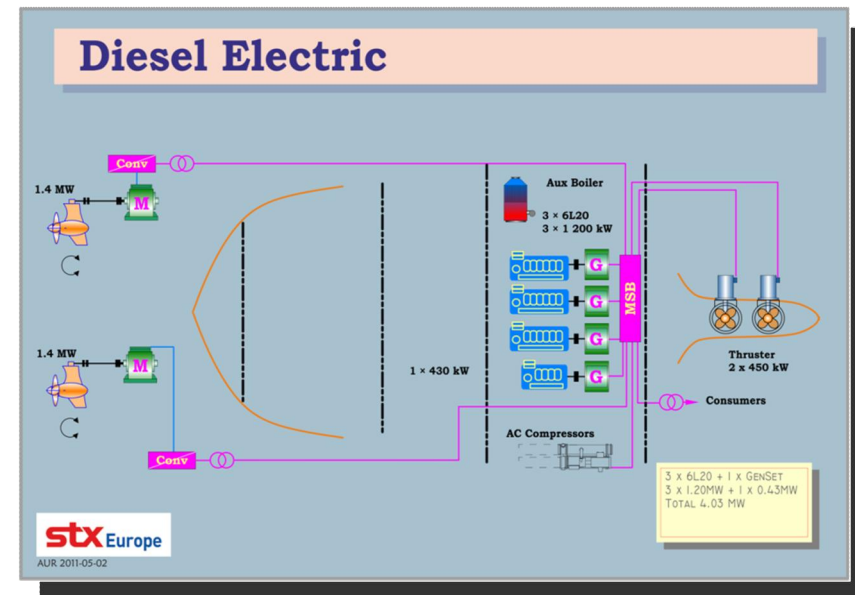 Diesel Electric
Conv
1.4 MW
M
Aux Boiler
3 × 6L20
3 × 1 200 kW
G
G
MSB
G
G
1.4 MW
M
1 × 430 kW
Thruster
2 x 450 kW
Consumers
AC Compressors
Conv
3 x 6L20 + 1 x GenSet
3 x 1.20MW + 1 x 0.43MW
Total 4.03 MW
stx Europe
AUR 2011-05-02